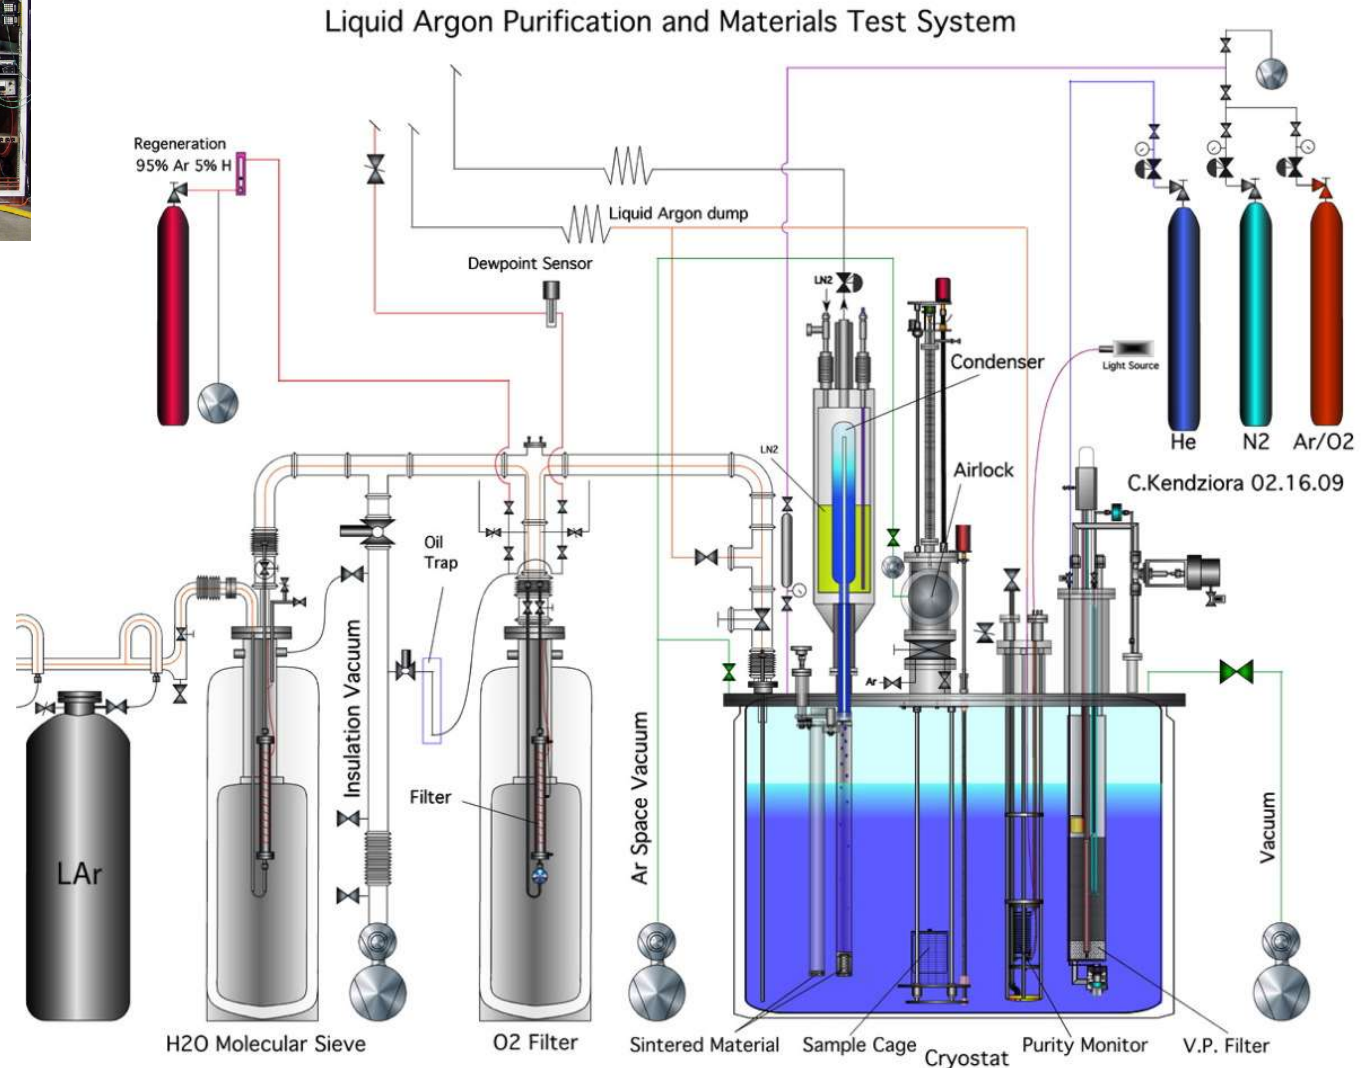 Liquid Argon Purification and Materials Test System
Regeneration
95% Ar 5% H
Liquid Argon dump
Dewpoint Sensor
LN2
Condenser
Light Source
He
N2
Ar/O2
LN2
Airlock
C.Kendziora 02.16.09
Oil
Trap
Insulation Vacuum
Ar
Filter
Ar Space Vacuum
Vacuum
LAr
H2O Molecular Sieve
O2 Filter
Sintered Material
Sample Cage
Cryostat
Purity Monitor
V.P. Filter